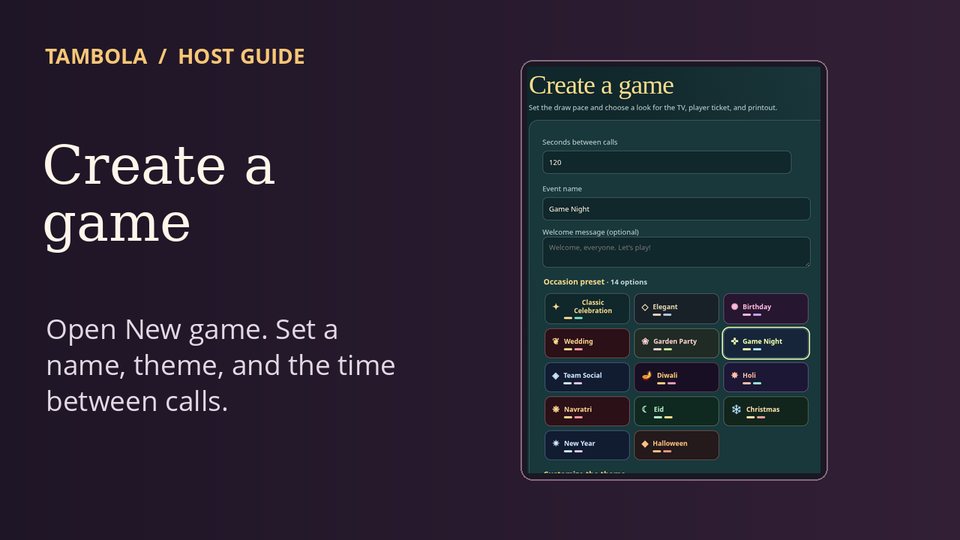 TAMBOLA / HOST GUIDE
Create a
game
Open New game. Set a
name, theme, and the time
between calls.
Create a game
Set the draw pace and choose a look for the TV, player ticket, and printout.
Seconds between calls
120
Event name
Game Night
Welcome message (optional)
Welcome, everyone. Let's play!
Occasion preset · 14 options
Classic
Celebration
Elegant
Birthday
Wedding
Garden Party
Game Night
Team Social
Diwali
Holi
Navratri
Eid
Christmas
New Year
Halloween